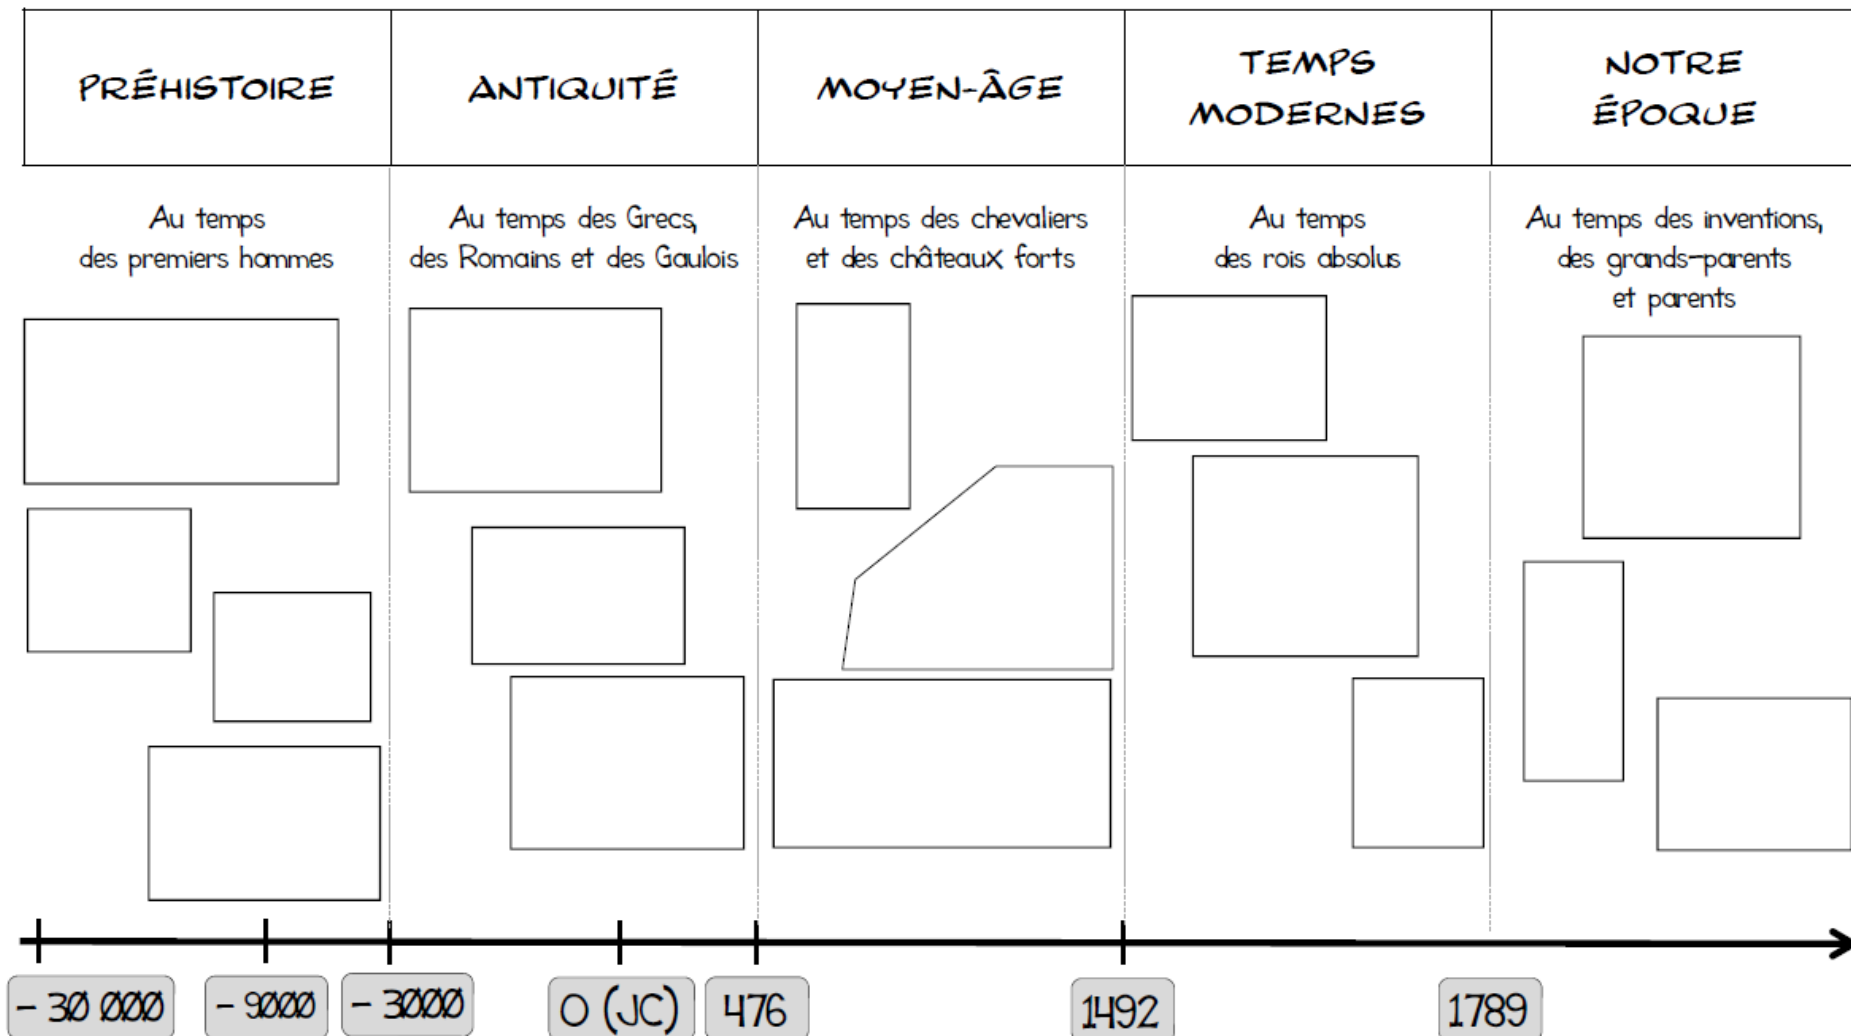 PRÉHISTOIRE
ANTIQUITÉ
MOYEN-ÂGE
TEMPS
MODERNES
NOTRE
ÉPOQUE
Au temps
des premiers hommes
Au temps des Grecs,
des Romains et des Gaulois
Au temps des chevaliers
et des châteaux forts
Au temps
des rois absolus
Au temps des inventions,
des grands-parents
et parents
- 30 000
- 9000
- 3000
0 (JC)
476
1492
1789